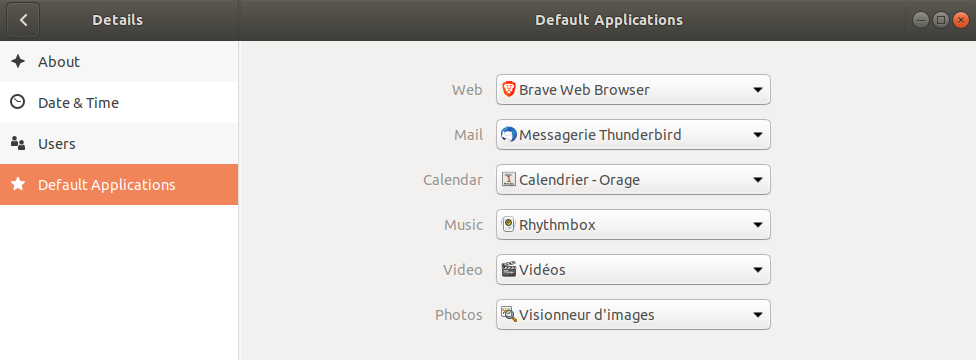 Details
Default Applications
About
Date & Time
Users
Default Applications
Web Brave Web Browser
Mail Messagerie Thunderbird
Calendar Calendrier - Orage
Music Rhythmbox
Video Vidéos
Photos Visionneur d'images